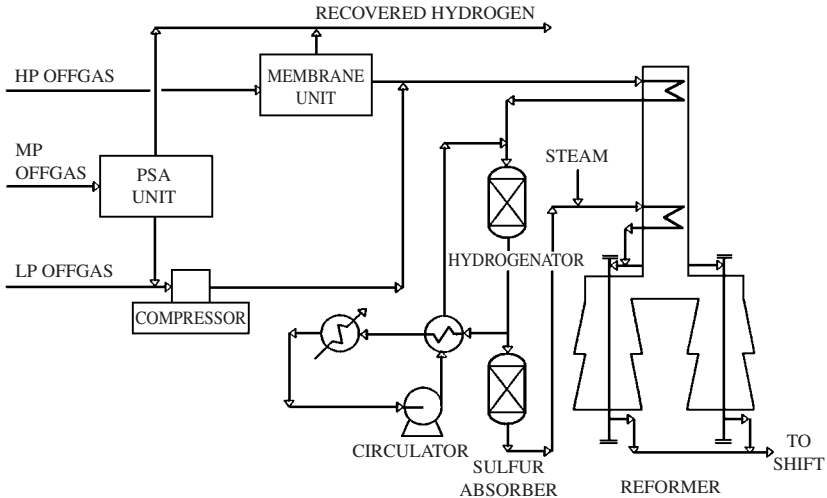 RECOVERED HYDROGEN
HP OFFGAS
MEMBRANE
UNIT
MP
OFFGAS
PSA
UNIT
STEAM
HYDROGENATOR
LP OFFGAS
COMPRESSOR
CIRCULATOR
SULFUR
ABSORBER
REFORMER
TO
SHIFT